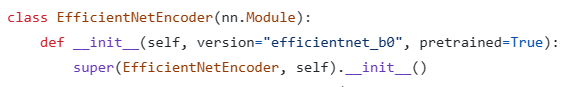 class EfficientNetEncoder(nn.Module):
    def __init__(self, version="efficientnet_b0", pretrained=True):
        super(EfficientNetEncoder, self).__init__()